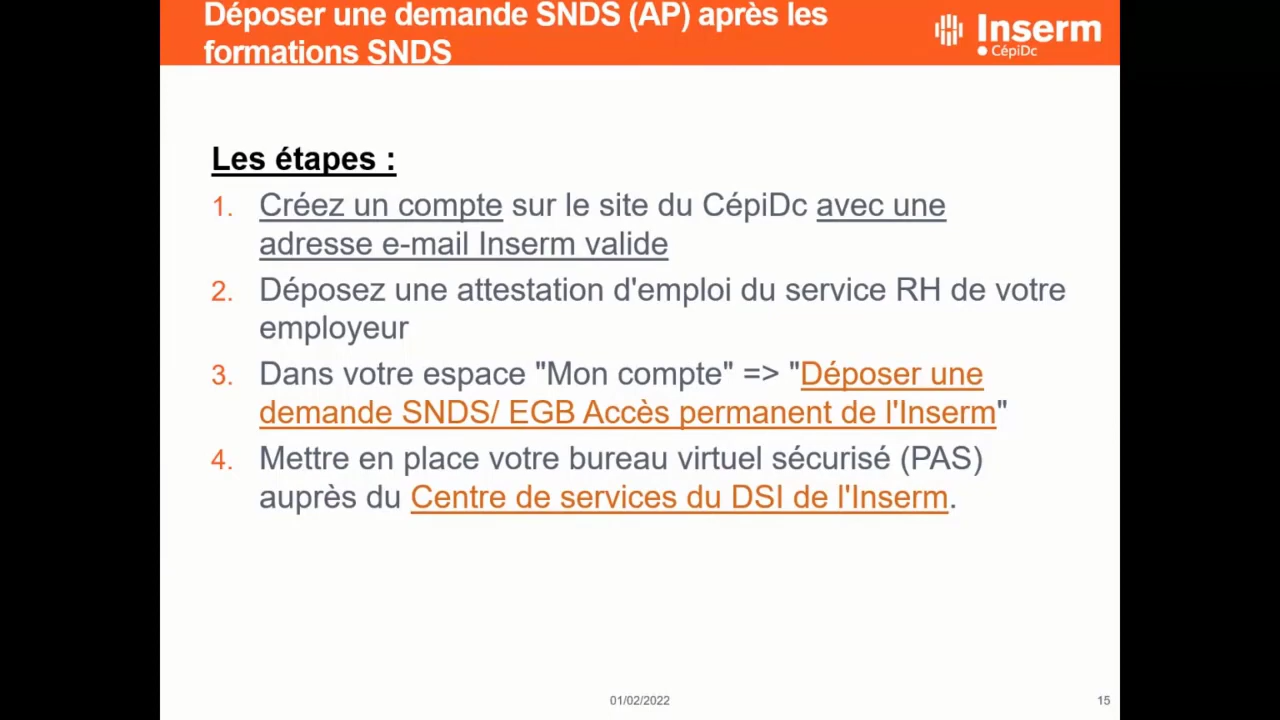 Déposer une demande SNDS (AP) après les
formations SNDS
Inserm
CépiDc
Les étapes :
1. Créez un compte sur le site du CépiDc avec une
adresse e-mail Inserm valide
2. Déposez une attestation d'emploi du service RH de votre
employeur
3. Dans votre espace "Mon compte" => "Déposer une
demande SNDS/ EGB Accès permanent de l'Inserm"
4. Mettre en place votre bureau virtuel sécurisé (PAS)
auprès du Centre de services du DSI de l'Inserm.
01/02/2022
15